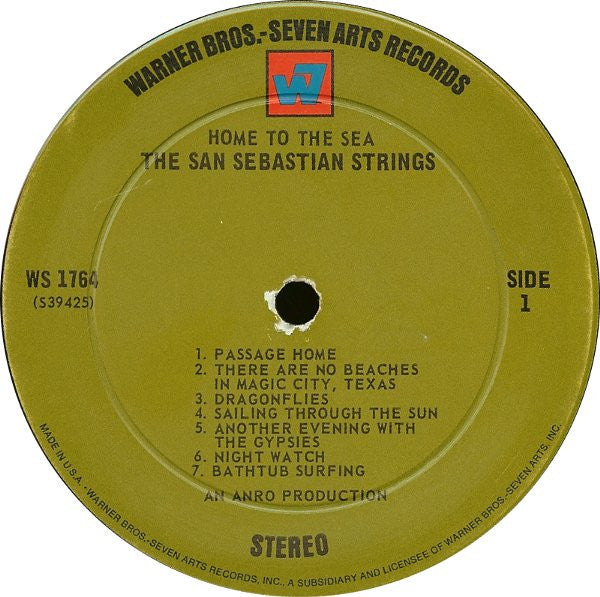 WARNER BROS.-SEVEN ARTS RECORDS
W7
HOME TO THE SEA
THE SAN SEBASTIAN STRINGS
WS 1764
(S39425)
SIDE
1
1. PASSAGE HOME
2. THERE ARE NO BEACHES
IN MAGIC CITY, TEXAS
3. DRAGONFLIES
4. SAILING THROUGH THE SUN
5. ANOTHER EVENING WITH
THE GYPSIES
6. NIGHT WATCH
7. BATHTUB SURFING
AN ANRO PRODUCTION
STEREO
MADE IN U.S.A. · WARNER BROS.-SEVEN ARTS RECORDS, INC., A SUBSIDIARY AND LICENSEE OF WARNER BROS.-SEVEN ARTS, INC.